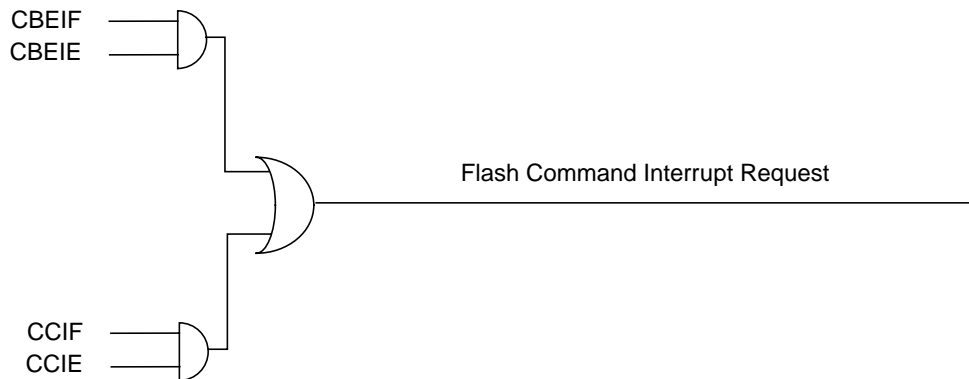 CBEIF
CBEIE
Flash Command Interrupt Request
CCIF
CCIE